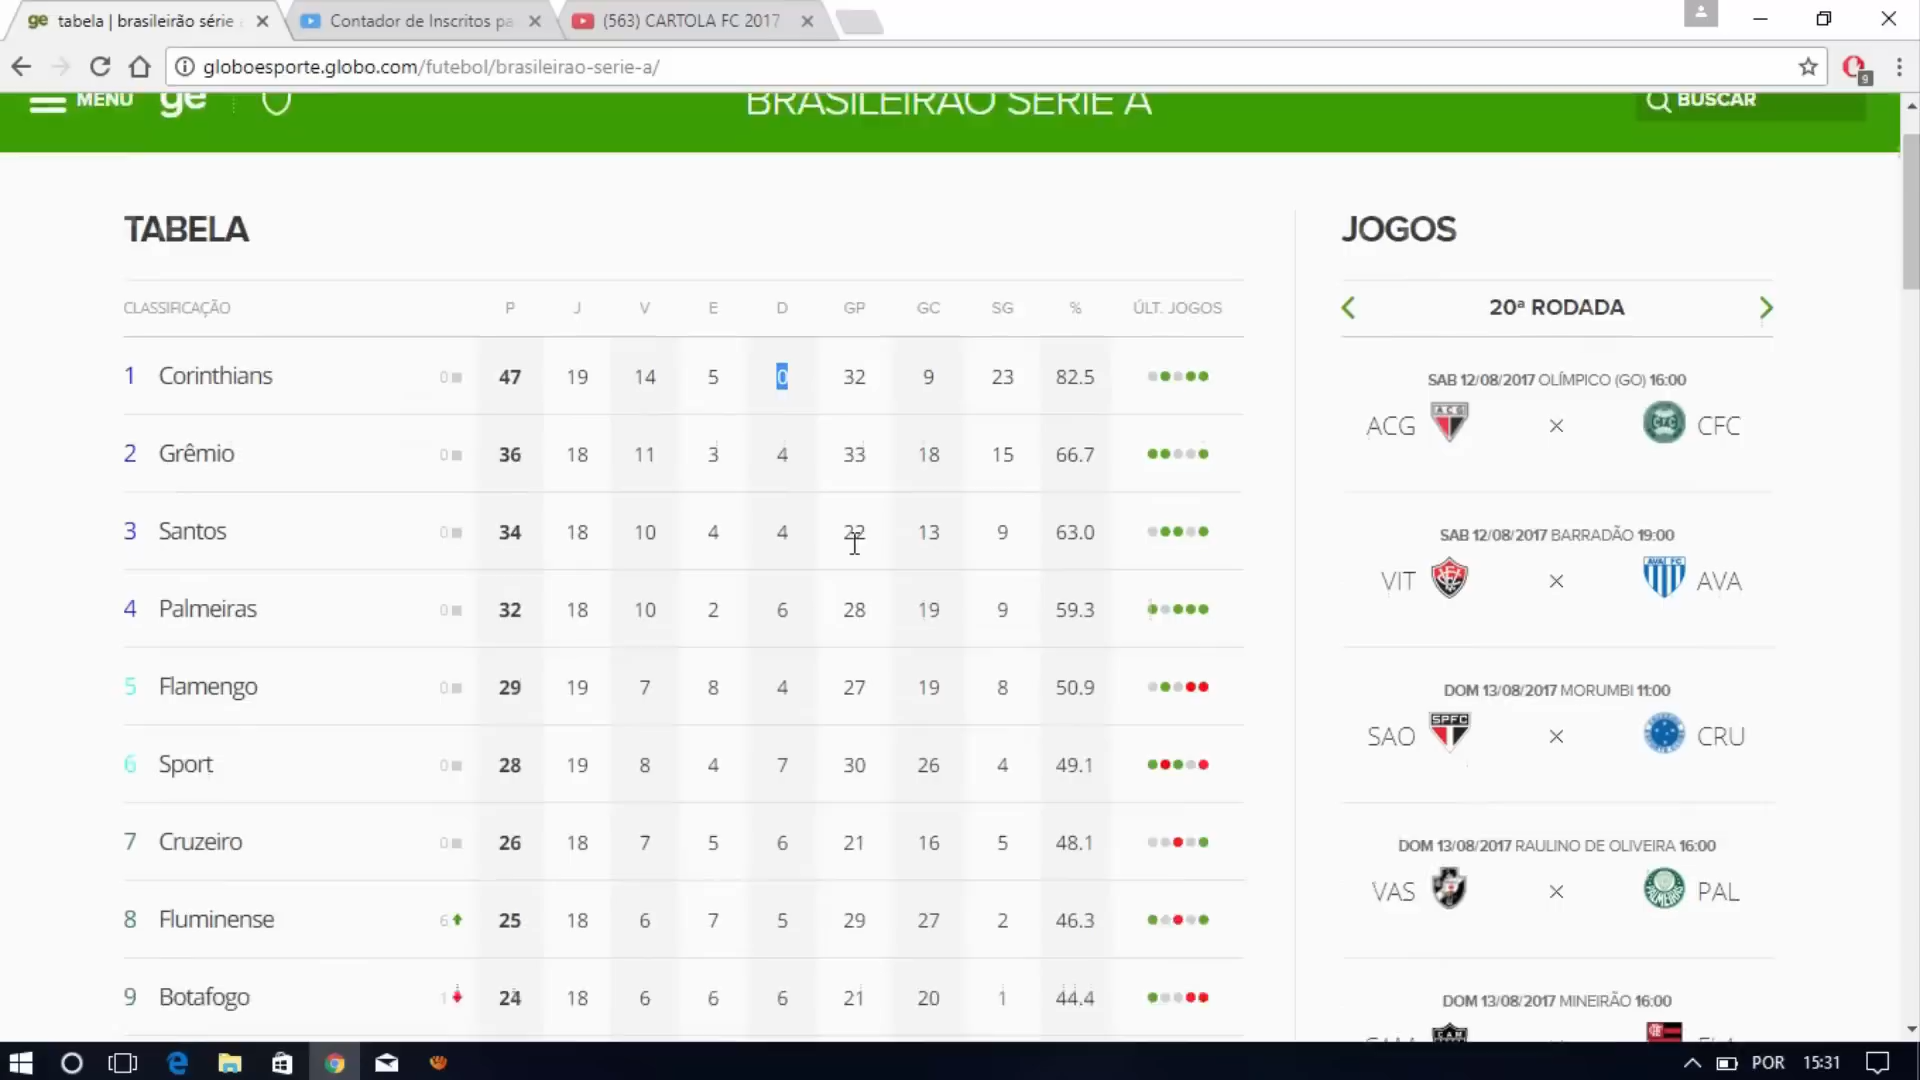 ge tabela | brasileirão série
Contador de Inscritos pa
(563) CARTOLA FC 2017
globoesporte.globo.com/futebol/brasileirao-serie-a/
9
MENU ge
BRASILEIRÃO SÉRIE A
BUSCAR
TABELA
CLASSIFICAÇÃO P J V E D GP GC SG % ÚLT. JOGOS
1 Corinthians 0 47 19 14 5 0 32 9 23 82.5
2 Grêmio 0 36 18 11 3 4 33 18 15 66.7
3 Santos 0 34 18 10 4 4 22 13 9 63.0
4 Palmeiras 0 32 18 10 2 6 28 19 9 59.3
5 Flamengo 0 29 19 7 8 4 27 19 8 50.9
6 Sport 0 28 19 8 4 7 30 26 4 49.1
7 Cruzeiro 0 26 18 7 5 6 21 16 5 48.1
8 Fluminense 6 25 18 6 7 5 29 27 2 46.3
9 Botafogo 1 24 18 6 6 6 21 20 1 44.4
JOGOS
20ª RODADA
SAB 12/08/2017 OLÍMPICO (GO) 16:00
ACG × CFC
SAB 12/08/2017 BARRADÃO 19:00
VIT × AVA
DOM 13/08/2017 MORUMBI 11:00
SAO SPFC × CRU
DOM 13/08/2017 RAULINO DE OLIVEIRA 16:00
VAS × PAL
DOM 13/08/2017 MINEIRÃO 16:00
POR 15:31